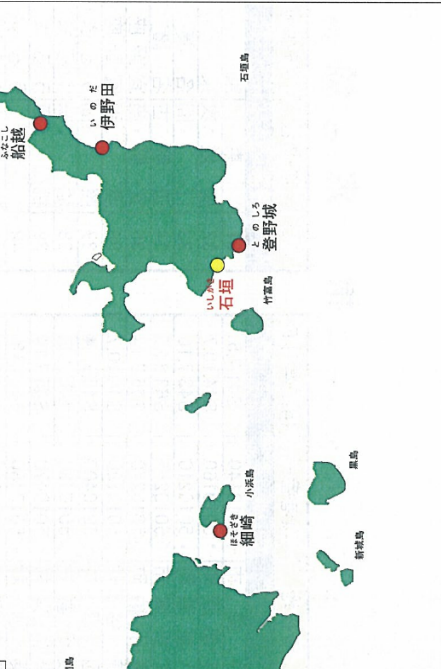 ふなこし
船越
いのだ
伊野田
石垣島
とのしろ
登野城
いしがき
石垣
竹富島
小浜島
ほそざき
細崎
黒島
新城島
島